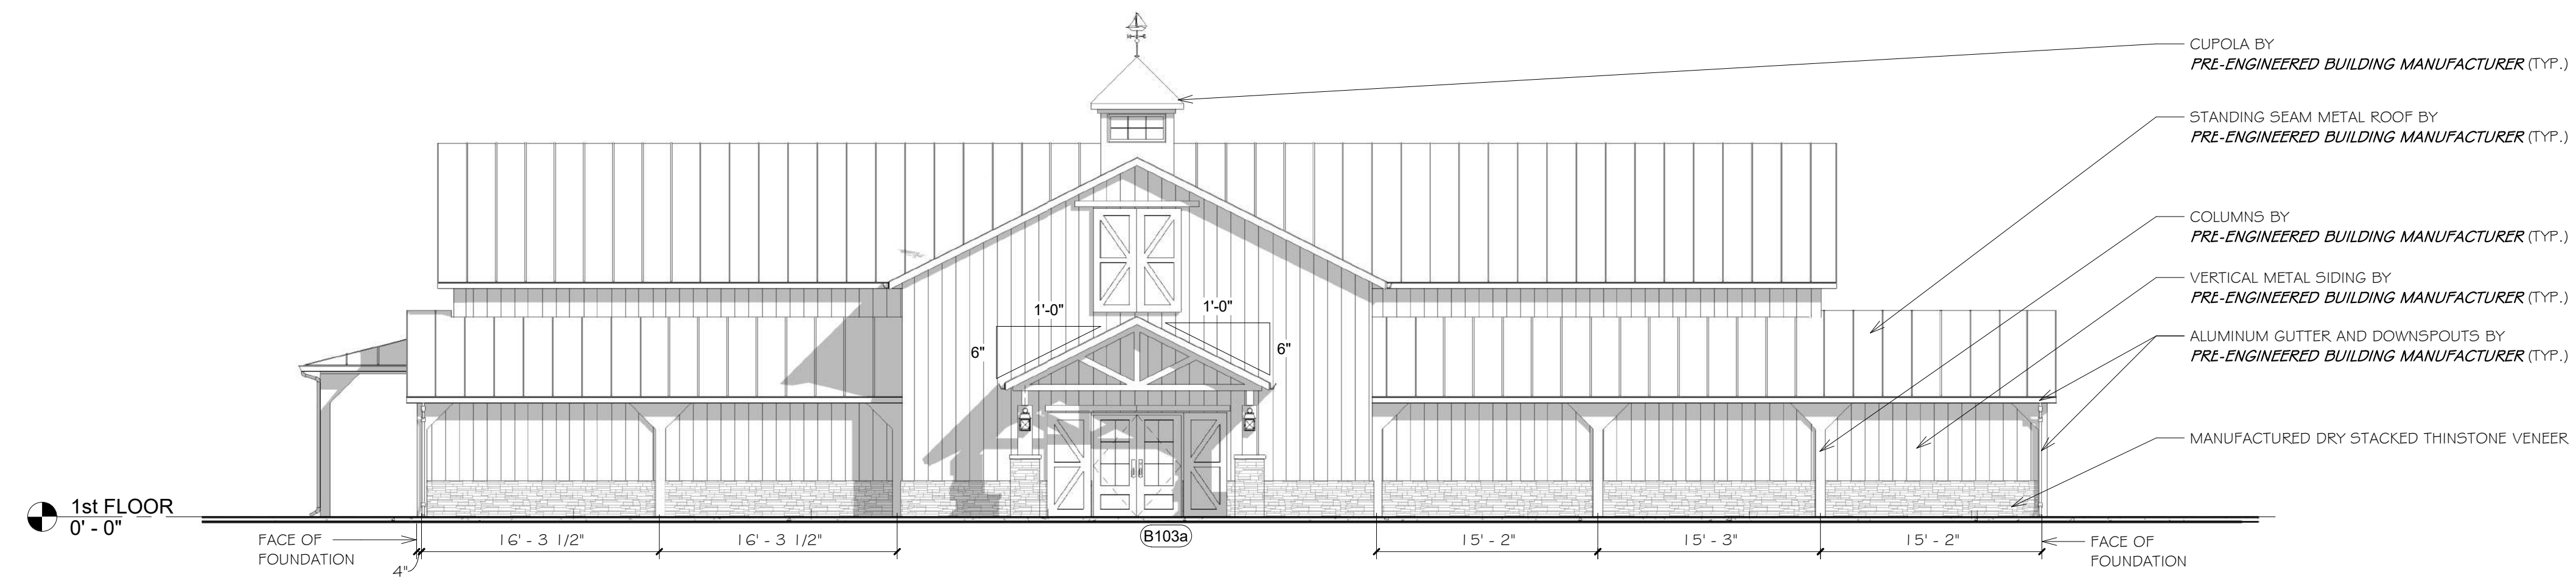 CUPOLA BY
PRE-ENGINEERED BUILDING MANUFACTURER (TYP.)
STANDING SEAM METAL ROOF BY
PRE-ENGINEERED BUILDING MANUFACTURER (TYP.)
COLUMNS BY
PRE-ENGINEERED BUILDING MANUFACTURER (TYP.)
VERTICAL METAL SIDING BY
PRE-ENGINEERED BUILDING MANUFACTURER (TYP.)
ALUMINUM GUTTER AND DOWNSPOUTS BY
PRE-ENGINEERED BUILDING MANUFACTURER (TYP.)
MANUFACTURED DRY STACKED THINSTONE VENEER
1'-0"
1'-0"
6"
6"
1st FLOOR
0' - 0"
FACE OF
FOUNDATION
4"
16' - 3 1/2"
16' - 3 1/2"
B103a
15' - 2"
15' - 3"
15' - 2"
FACE OF
FOUNDATION